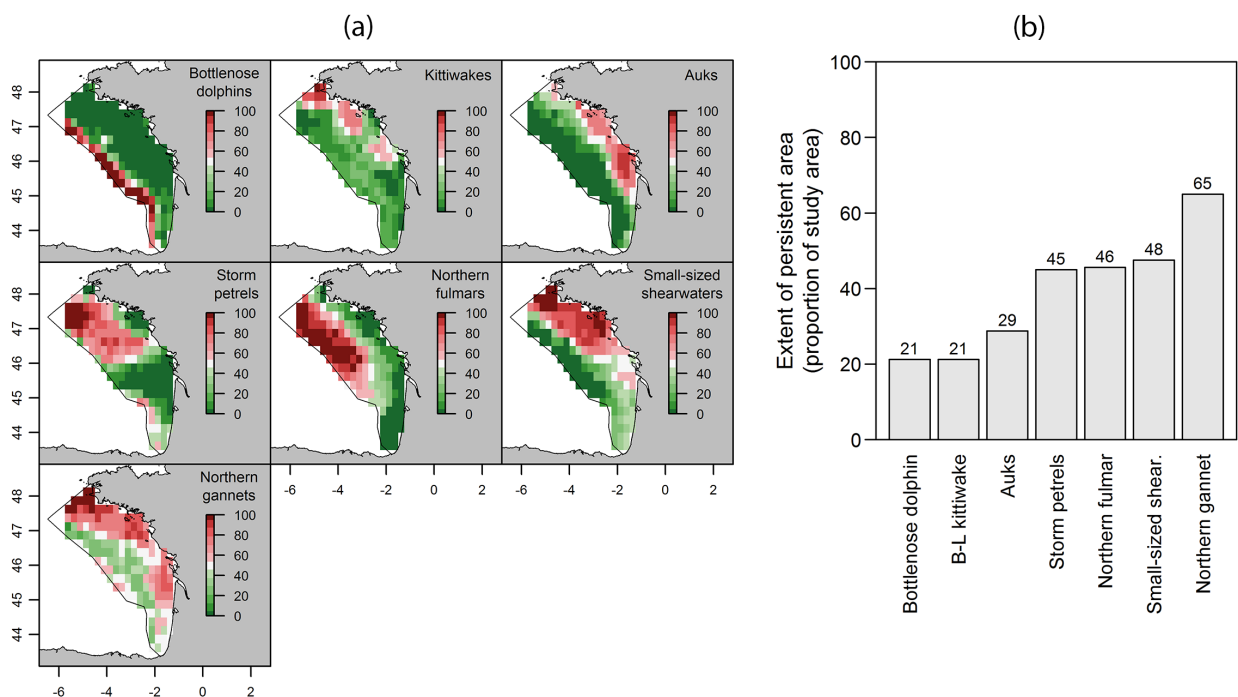 (a)
Bottlenose
dolphins
100
80
60
40
20
0
Kittiwakes
100
80
60
40
20
0
Auks
100
80
60
40
20
0
48
47
46
45
44
Storm
petrels
100
80
60
40
20
0
Northern
fulmars
100
80
60
40
20
0
Small-sized
shearwaters
100
80
60
40
20
0
48
47
46
45
44
-6 -4 -2 0 2
-6 -4 -2 0 2
Northern
gannets
100
80
60
40
20
0
48
47
46
45
44
-6 -4 -2 0 2
(b)
Extent of persistent area
(proportion of study area)
100
80
60
40
20
0
21
21
29
45
46
48
65
Bottlenose dolphin
B-L kittiwake
Auks
Storm petrels
Northern fulmar
Small-sized shear.
Northern gannet